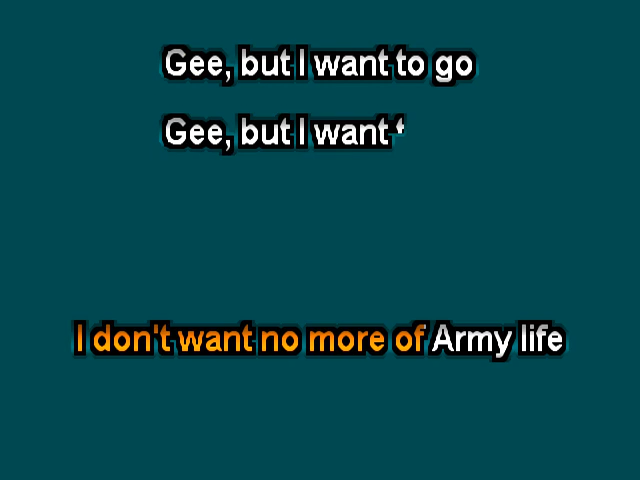 Gee, but I want to go
Gee, but I want
I don't want no more of Army life